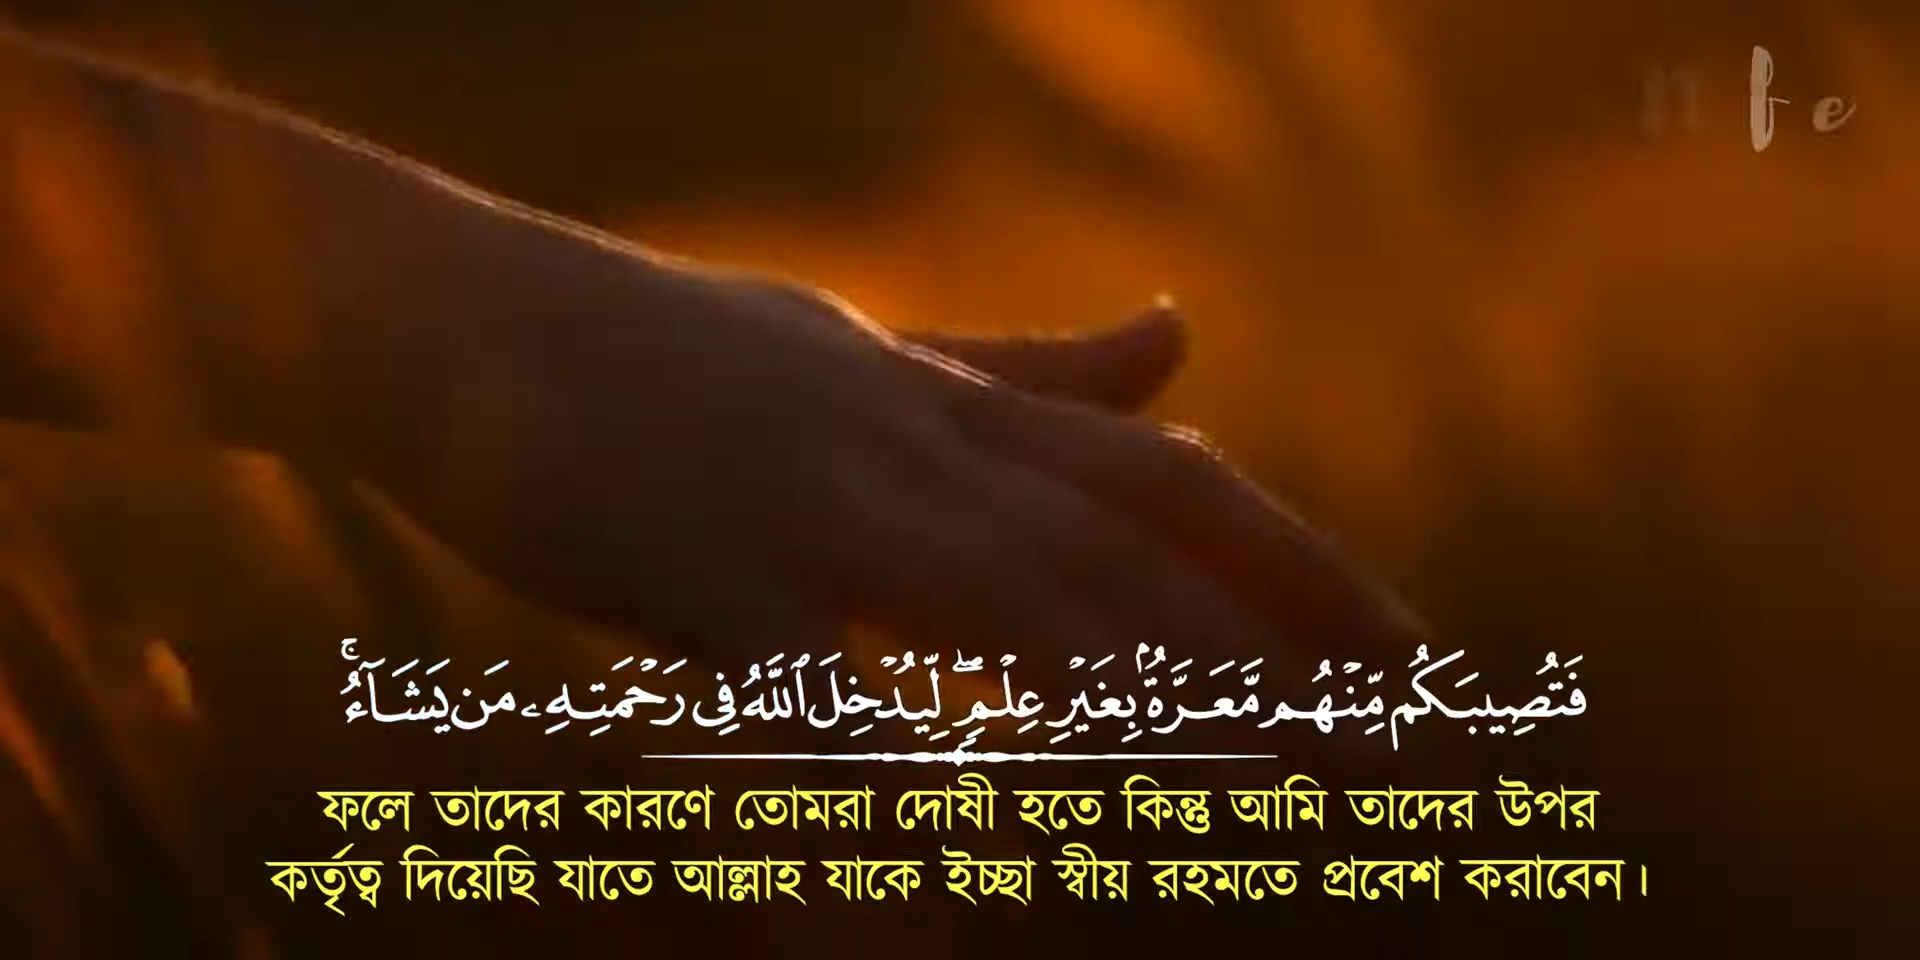 فَتُصِيبَكُم مِّنْهُم مَّعَرَّةٌۢ بِغَيْرِ عِلْمٍۖ لِّيُدْخِلَ ٱللَّهُ فِى رَحْمَتِهِۦ مَن يَشَآءُۚ
ফলে তাদের কারণে তোমরা দোষী হতে কিন্তু আমি তাদের উপর
কর্তৃত্ব দিয়েছি যাতে আল্লাহ যাকে ইচ্ছা স্বীয় রহমতে প্রবেশ করাবেন।